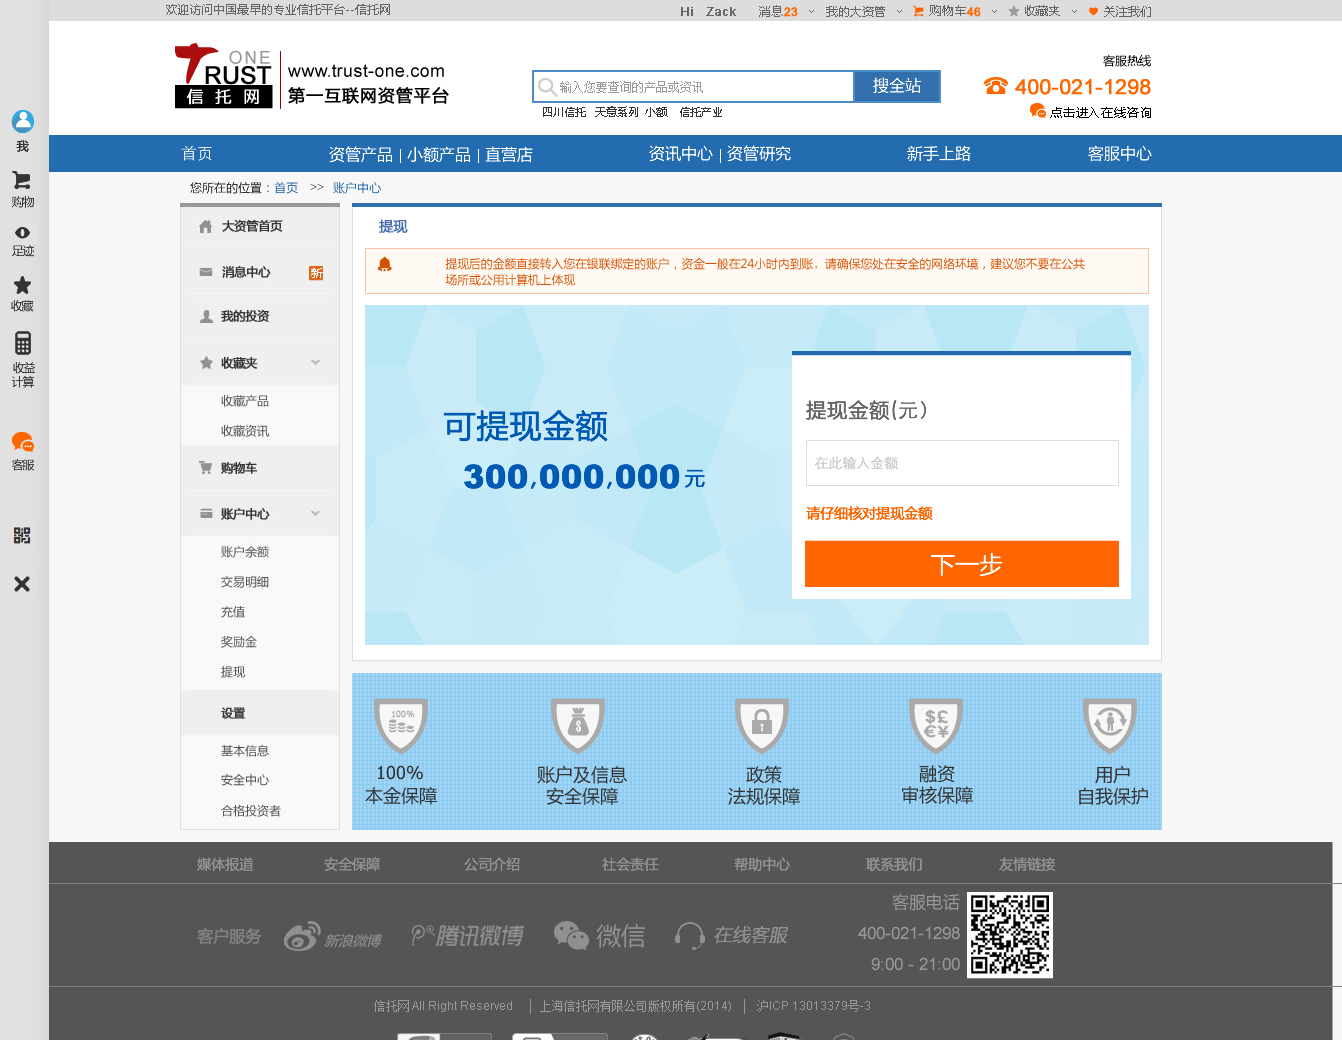 欢迎访问中国最早的专业信托平台--信托网
Hi Zack 消息23 我的大资管 购物车46 收藏夹 关注我们
ONE
TRUST
信托网
www.trust-one.com
第一互联网资管平台
输入您要查询的产品或资讯
搜全站
四川信托 天意系列 小额 信托产业
客服热线
400-021-1298
点击进入在线咨询
首页 资管产品 | 小额产品 | 直营店 资讯中心 | 资管研究 新手上路 客服中心
我
购物
足迹
收藏
收益
计算
客服
您所在的位置：首页 >> 账户中心
大资管首页
消息中心 新
我的投资
收藏夹
收藏产品
收藏资讯
购物车
账户中心
账户余额
交易明细
充值
奖励金
提现
设置
基本信息
安全中心
合格投资者
提现
提现后的金额直接转入您在银联绑定的账户，资金一般在24小时内到账，请确保您处在安全的网络环境，建议您不要在公共
场所或公用计算机上体现
可提现金额
300,000,000元
提现金额(元）
在此输入金额
请仔细核对提现金额
下一步
100%
100%
本金保障
账户及信息
安全保障
政策
法规保障
融资
审核保障
用户
自我保护
媒体报道 安全保障 公司介绍 社会责任 帮助中心 联系我们 友情链接
客户服务 新浪微博 腾讯微博 微信 在线客服
客服电话
400-021-1298
9:00 - 21:00
信托网 All Right Reserved | 上海信托网有限公司版权所有(2014) | 沪ICP 13013379号-3